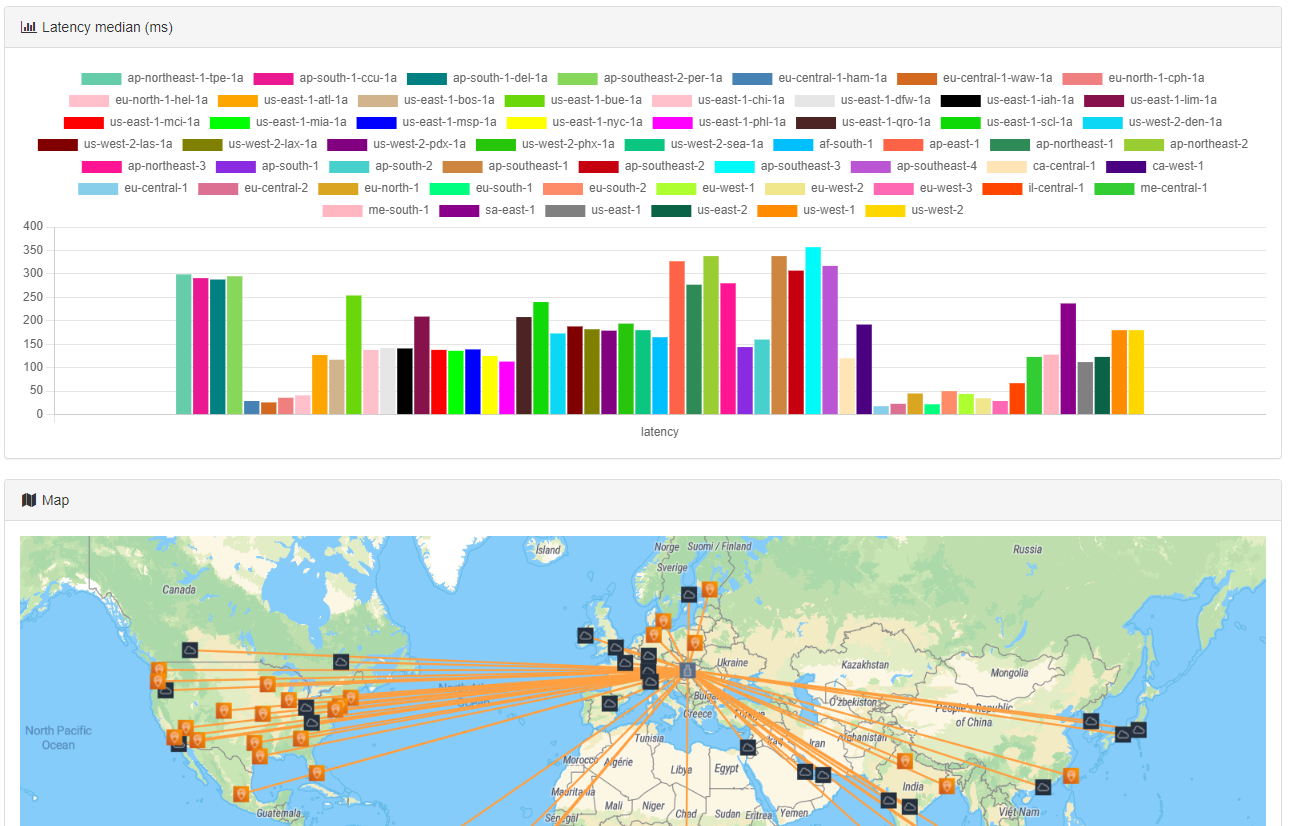 Latency median (ms)
ap-northeast-1-tpe-1a ap-south-1-ccu-1a ap-south-1-del-1a ap-southeast-2-per-1a eu-central-1-ham-1a eu-central-1-waw-1a eu-north-1-cph-1a
eu-north-1-hel-1a us-east-1-atl-1a us-east-1-bos-1a us-east-1-bue-1a us-east-1-chi-1a us-east-1-dfw-1a us-east-1-iah-1a us-east-1-lim-1a
us-east-1-mci-1a us-east-1-mia-1a us-east-1-msp-1a us-east-1-nyc-1a us-east-1-phl-1a us-east-1-qro-1a us-east-1-scl-1a us-west-2-den-1a
us-west-2-las-1a us-west-2-lax-1a us-west-2-pdx-1a us-west-2-phx-1a us-west-2-sea-1a af-south-1 ap-east-1 ap-northeast-1 ap-northeast-2
ap-northeast-3 ap-south-1 ap-south-2 ap-southeast-1 ap-southeast-2 ap-southeast-3 ap-southeast-4 ca-central-1 ca-west-1
eu-central-1 eu-central-2 eu-north-1 eu-south-1 eu-south-2 eu-west-1 eu-west-2 eu-west-3 il-central-1 me-central-1
me-south-1 sa-east-1 us-east-1 us-east-2 us-west-1 us-west-2
400
350
300
250
200
150
100
50
0
latency
Map
Island
Norge Suomi / Finland
Russia
Sverige
Canada
Ukraine
Kazakhstan
Mongolia
O'zbekiston
People's Republic
of China
Greece
North Pacific
Ocean
Tunisia
Afghanistan
Iran
Iraq
Algérie
Libya
Egypt
India
Mali
Niger
Chad
Sudan
Eritrea
Yemen
Guatemala
Việt Nam